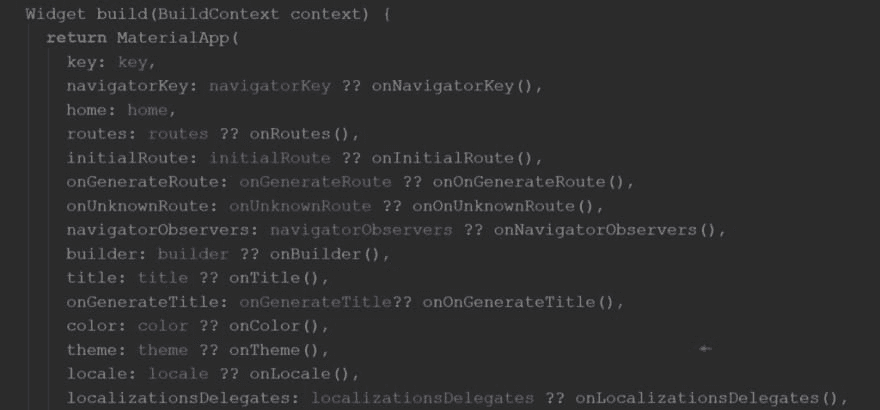 Widget build(BuildContext context) {
return MaterialApp(
key: key,
navigatorKey: navigatorKey ?? onNavigatorKey(),
home: home,
routes: routes ?? onRoutes(),
initialRoute: initialRoute ?? onInitialRoute(),
onGenerateRoute: onGenerateRoute ?? onOnGenerateRoute(),
onUnknownRoute: onUnknownRoute ?? onOnUnknownRoute(),
navigatorObservers: navigatorObservers ?? onNavigatorObservers(),
builder: builder ?? onBuilder(),
title: title ?? onTitle(),
onGenerateTitle: onGenerateTitle?? onOnGenerateTitle(),
color: color ?? onColor(),
theme: theme ?? onTheme(),
locale: locale ?? onLocale(),
localizationsDelegates: localizationsDelegates ?? onLocalizationsDelegates(),